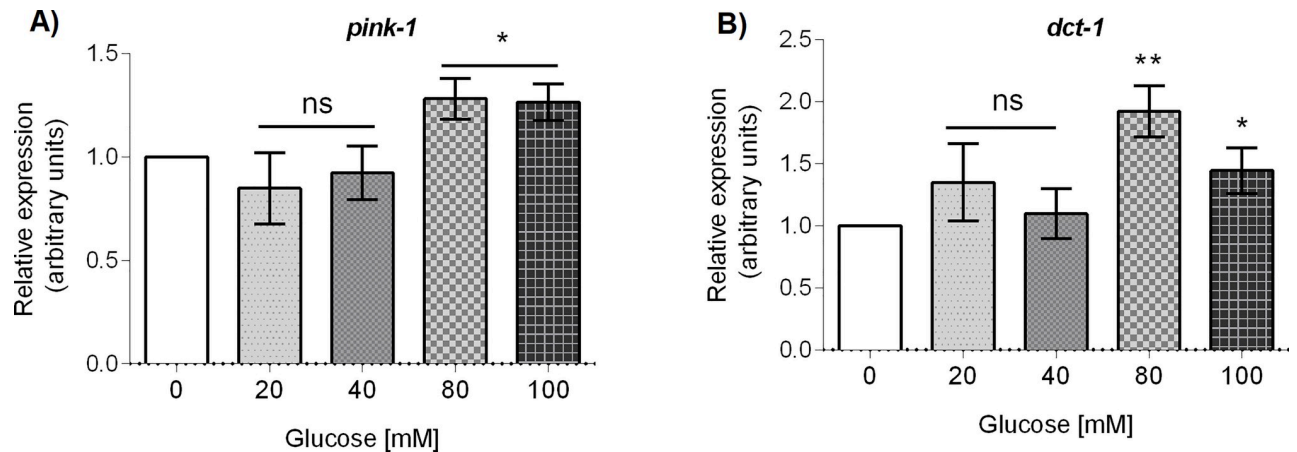 A)
pink-1
Relative expression
(arbitrary units)
1.5
1.0
0.5
0.0
ns
*
0
20
40
80
100
Glucose [mM]
B)
dct-1
Relative expression
(arbitrary units)
2.5
2.0
1.5
1.0
0.5
0.0
ns
**
*
0
20
40
80
100
Glucose [mM]